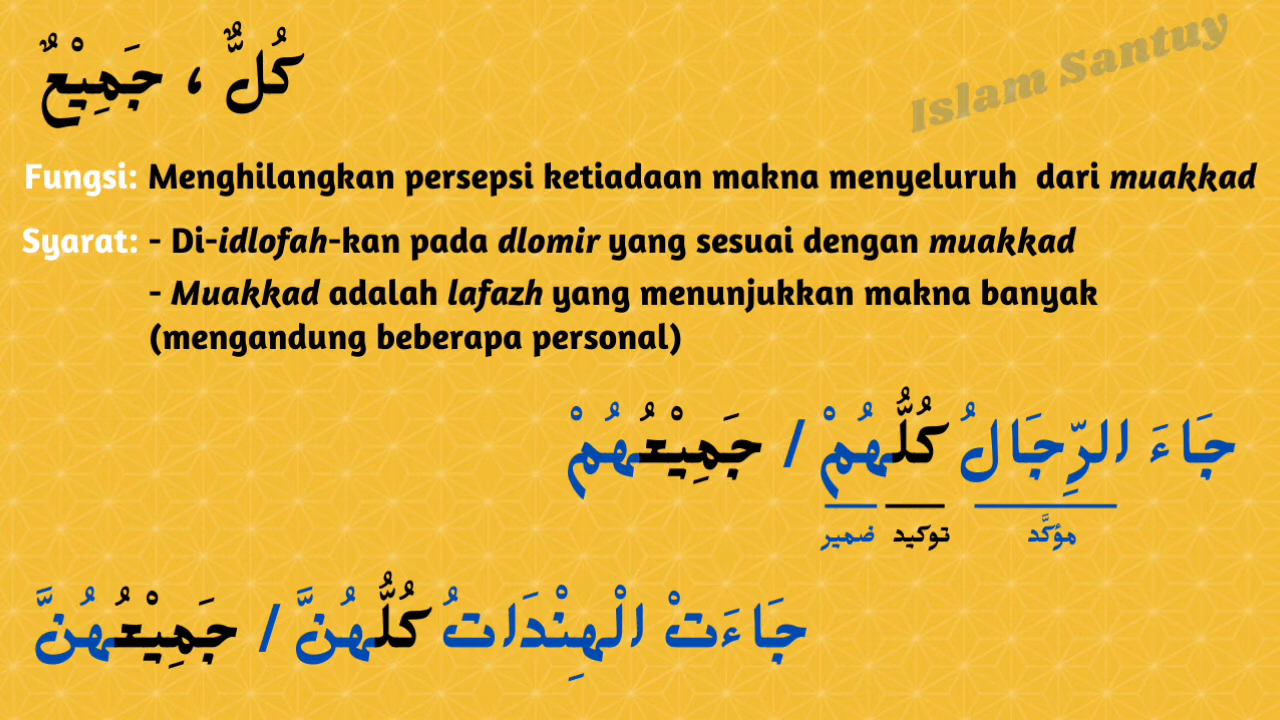 كُلٌّ ، جَمِيْعٌ
Islam Santuy
Fungsi: Menghilangkan persepsi ketiadaan makna menyeluruh dari muakkad
Syarat: - Di-idlofah-kan pada dlomir yang sesuai dengan muakkad
- Muakkad adalah lafazh yang menunjukkan makna banyak
(mengandung beberapa personal)
جَاءَ الرِّجَالُ كُلُّهُمْ / جَمِيْعُهُمْ
مؤكَّد توكيد ضمير
جَاءَتْ الْهِنْدَاتُ كُلُّهُنَّ / جَمِيْعُهُنَّ